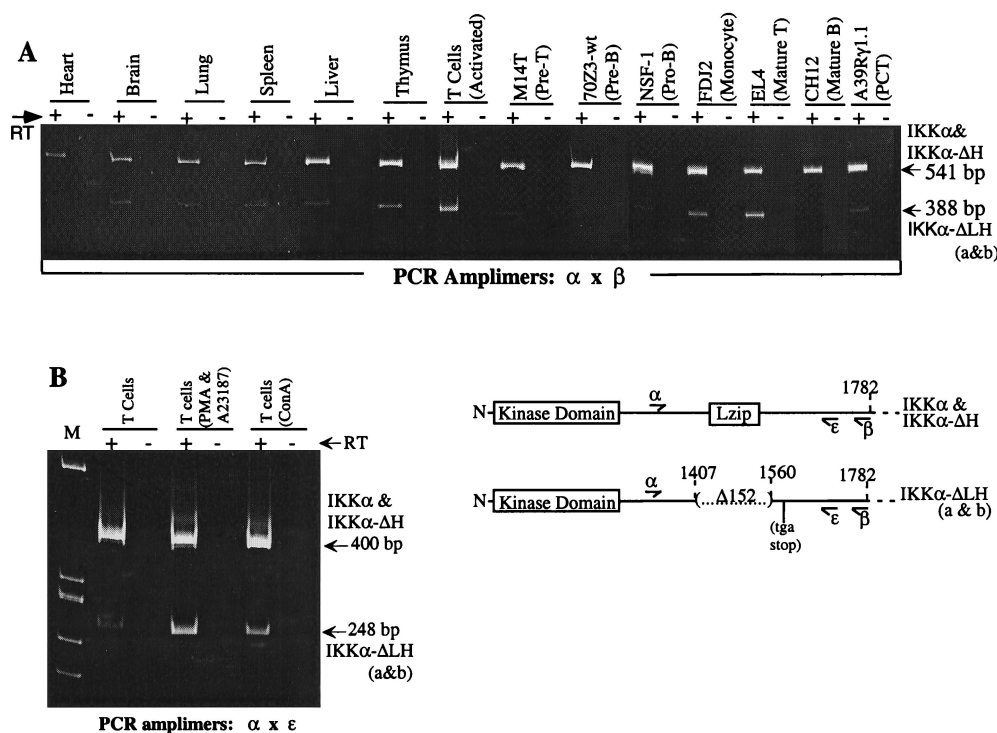 A
Heart
Brain
Lung
Spleen
Liver
Thymus
T Cells
(Activated)
M14T
(Pre-T)
70Z3-wt
(Pre-B)
NSF-1
(Pro-B)
FDJ2
(Monocyte)
EL4
(Mature T)
CH12
(Mature B)
A39Rγ1.1
(PCT)
RT
+ - + - + - + - + - + - + - + - + - + - + - + - + - + -
IKKα&
IKKα-ΔH
541 bp
388 bp
IKKα-ΔLH
(a&b)
PCR Amplimers: α x β
B
M
T Cells
T cells
(PMA &
A23187)
T cells
(ConA)
+ - + - + -
←RT
IKKα &
IKKα-ΔH
400 bp
248 bp
IKKα-ΔLH
(a&b)
PCR amplimers: α x ε
1782
α
N- Kinase Domain Lzip IKKα &
IKKα-ΔH
ε β
1407 1560 1782
α
N- Kinase Domain (...Δ152...) IKKα-ΔLH
(a & b)
ε β
(tga
stop)